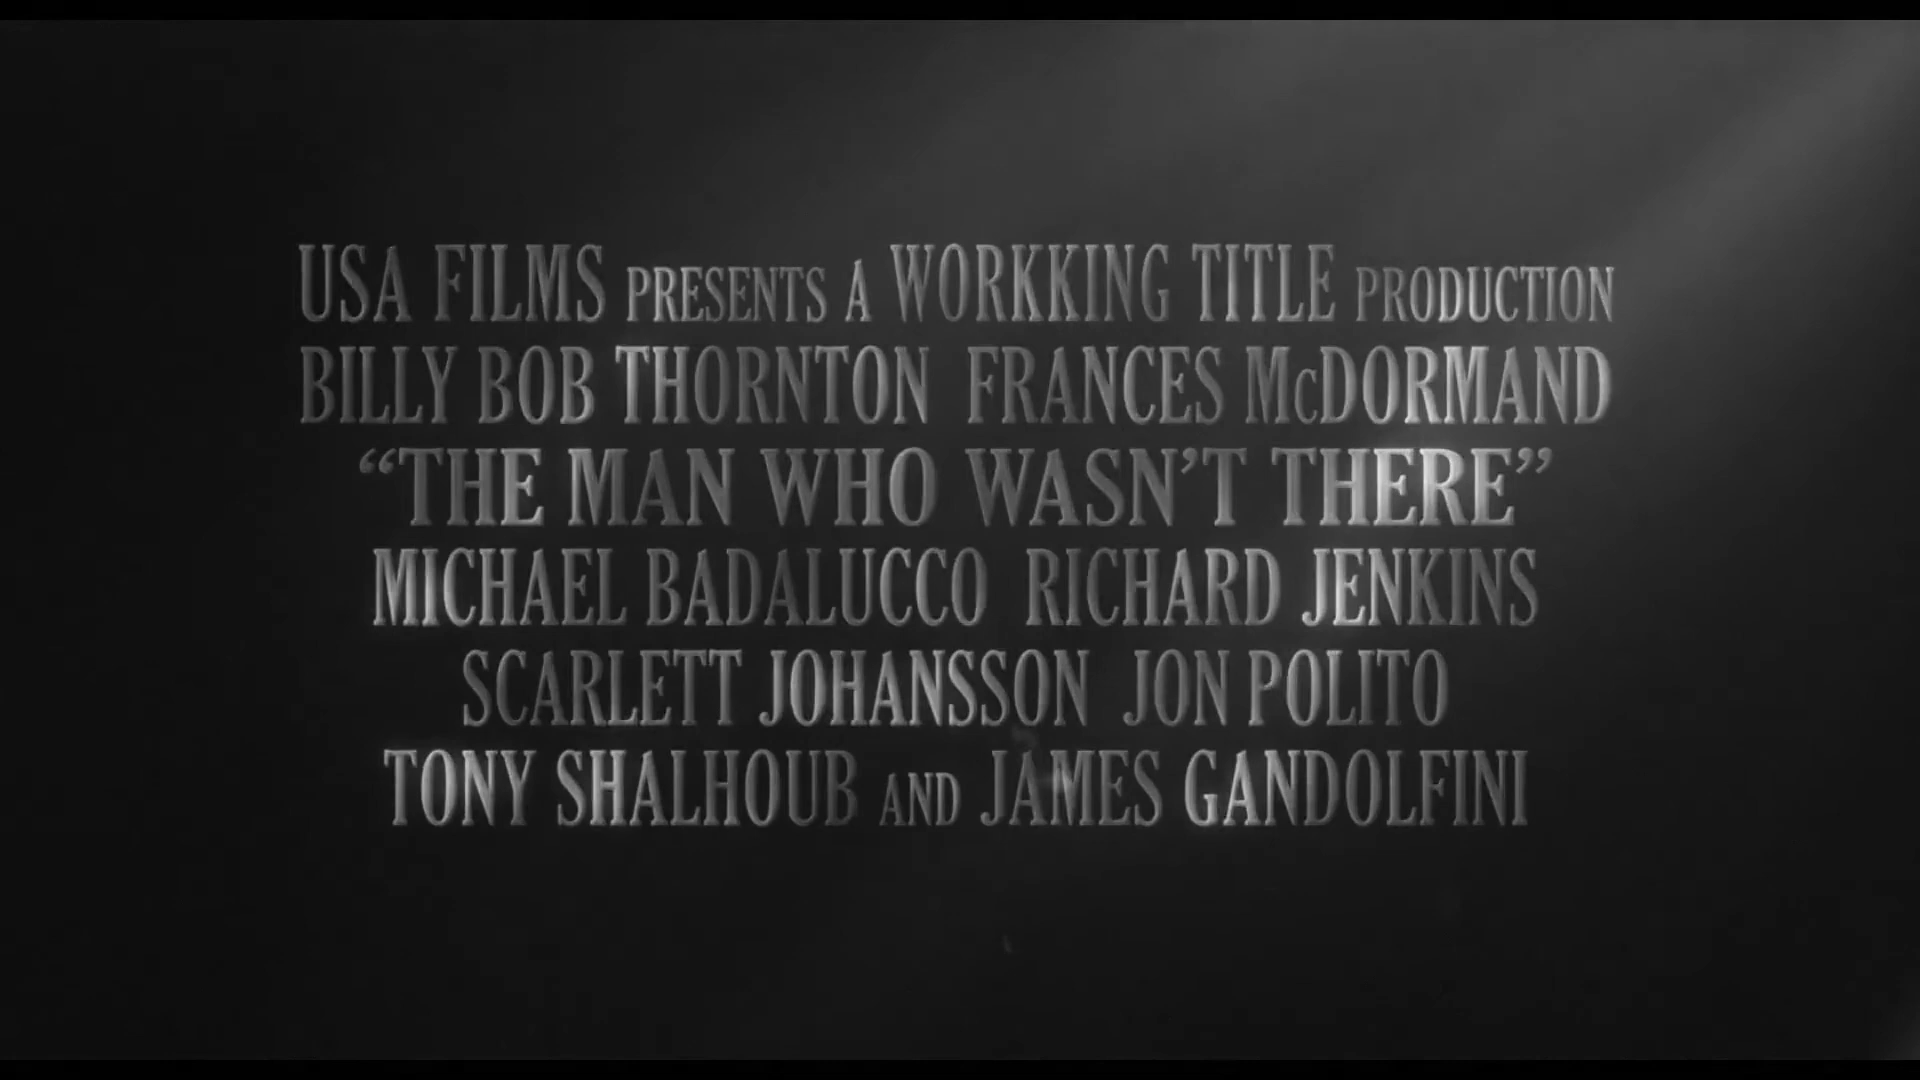 USA FILMS PRESENTS A WORKKING TITLE PRODUCTION
BILLY BOB THORNTON FRANCES McDORMAND
“THE MAN WHO WASN’T THERE”
MICHAEL BADALUCCO RICHARD JENKINS
SCARLETT JOHANSSON JON POLITO
TONY SHALHOUB AND JAMES GANDOLFINI